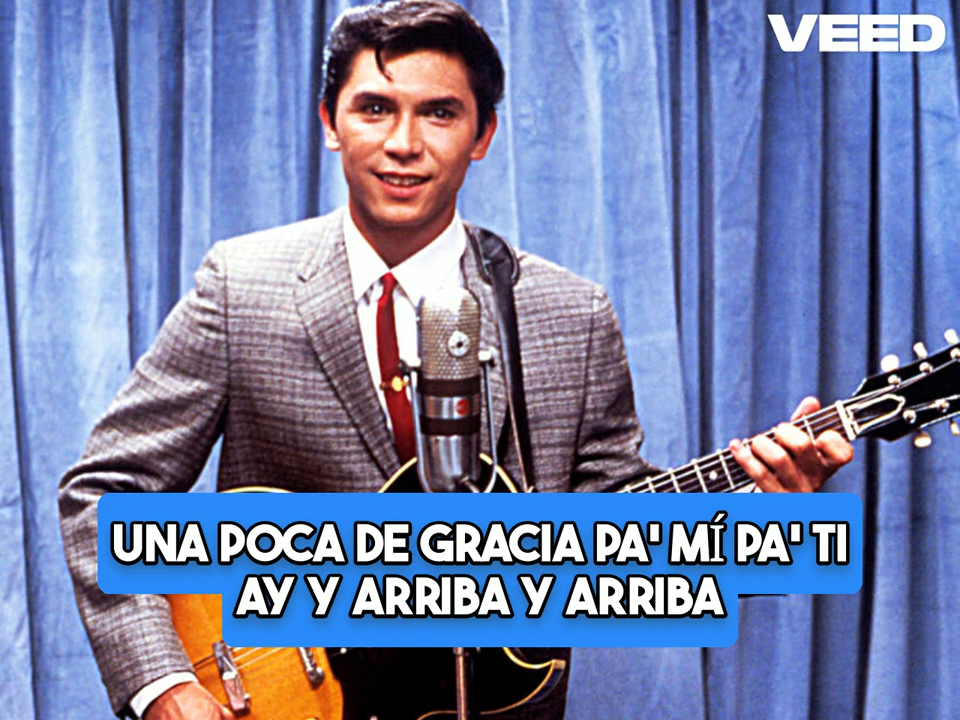 VEED
UNA POCA DE GRACIA PA' MÍ PA' TI
AY Y ARRIBA Y ARRIBA